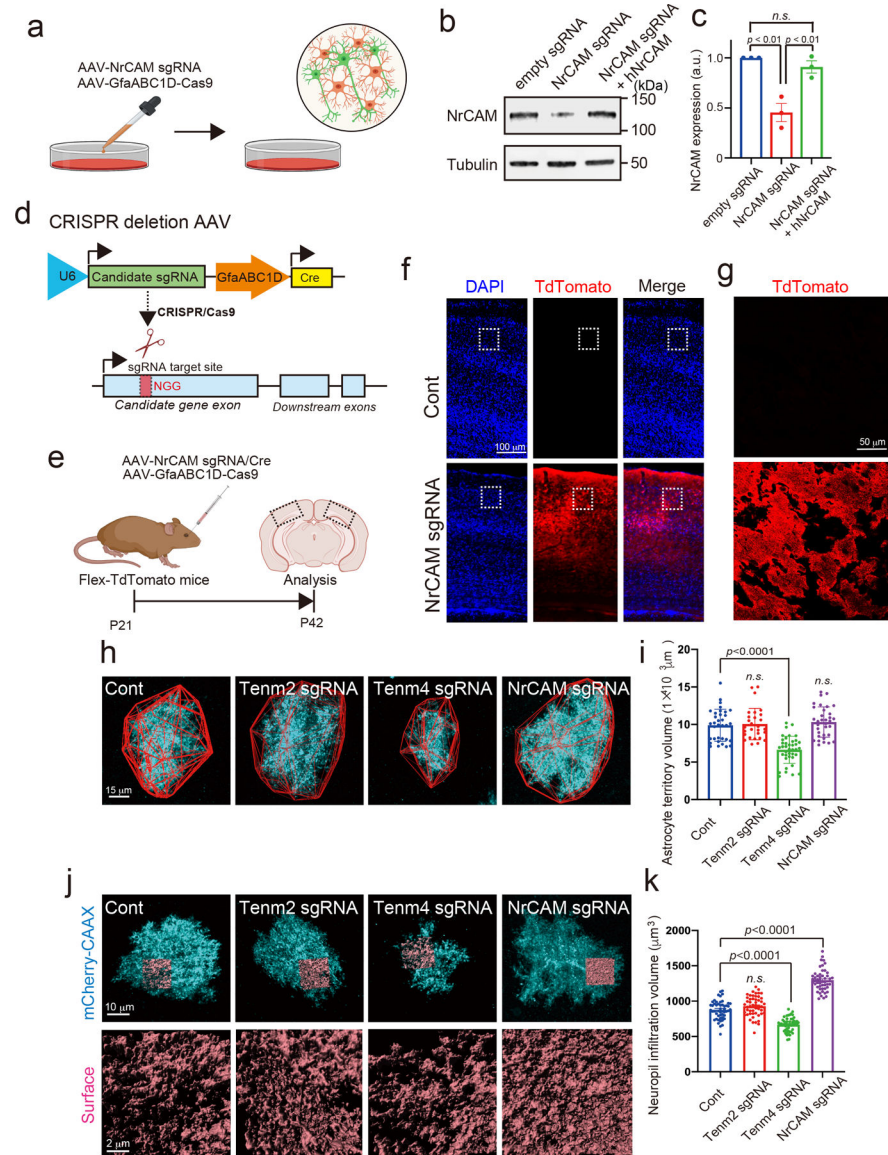 a
AAV-NrCAM sgRNA
AAV-GfaABC1D-Cas9
b
empty sgRNA
NrCAM sgRNA
NrCAM sgRNA
+ hNrCAM
(kDa)
NrCAM
150
100
Tubulin
50
c
n.s.
p < 0.01
p < 0.01
NrCAM expression (a.u.)
1.0
0.5
0
empty sgRNA
NrCAM sgRNA
NrCAM sgRNA
+ hNrCAM
d
CRISPR deletion AAV
U6
Candidate sgRNA
GfaABC1D
Cre
CRISPR/Cas9
sgRNA target site
NGG
Candidate gene exon
Downstream exons
e
AAV-NrCAM sgRNA/Cre
AAV-GfaABC1D-Cas9
Flex-TdTomato mice
Analysis
P21
P42
f
DAPI
TdTomato
Merge
Cont
100 μm
NrCAM sgRNA
g
TdTomato
50 μm
h
Cont
Tenm2 sgRNA
Tenm4 sgRNA
NrCAM sgRNA
15 μm
i
p<0.0001
n.s.
n.s.
Astrocyte territory volume (1×10³μm³)
20
15
10
5
0
Cont
Tenm2 sgRNA
Tenm4 sgRNA
NrCAM sgRNA
j
mCherry-CAAX
Cont
Tenm2 sgRNA
Tenm4 sgRNA
NrCAM sgRNA
10 μm
Surface
2 μm
k
p<0.0001
p<0.0001
n.s.
Neuropil infiltration volume (μm³)
2000
1500
1000
500
0
Cont
Tenm2 sgRNA
Tenm4 sgRNA
NrCAM sgRNA